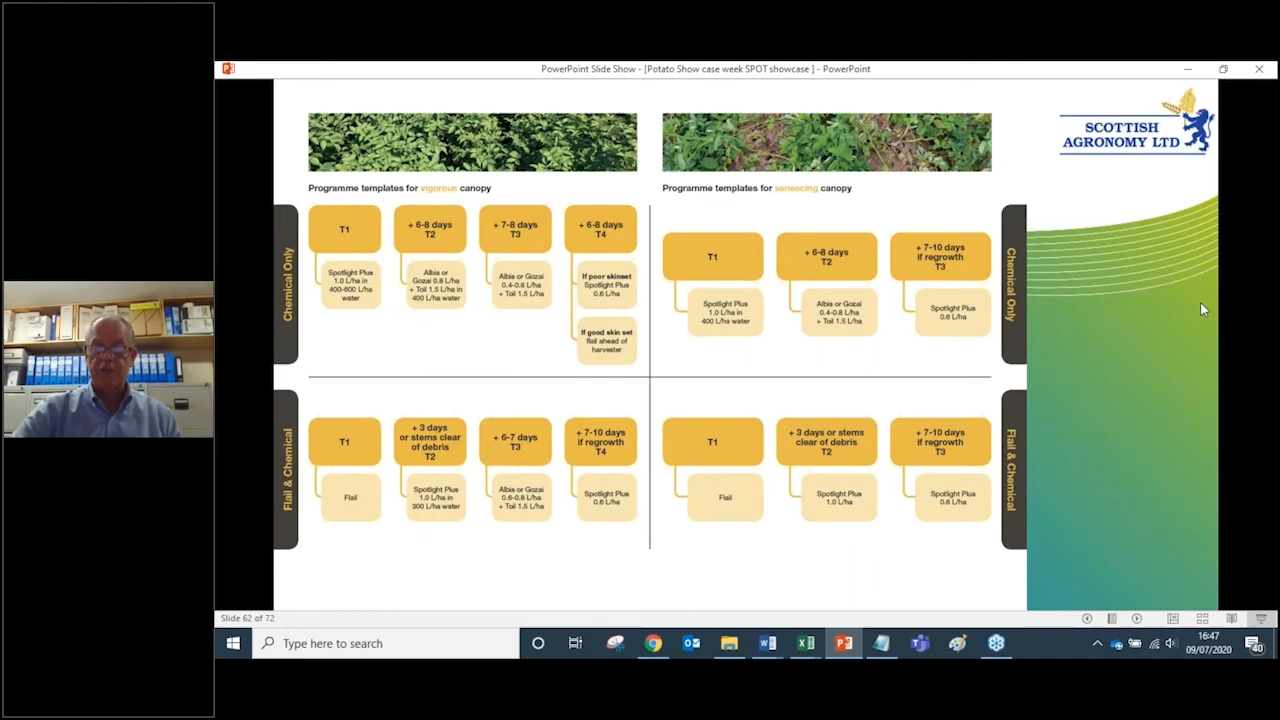 PowerPoint Slide Show - [Potato Show case week SPOT showcase ] - PowerPoint
SCOTTISH
AGRONOMY LTD
Programme templates for vigorous canopy
Programme templates for senescing canopy
Chemical Only
T1
+ 6-8 days
T2
+ 7-8 days
T3
+ 6-8 days
T4
Spotlight Plus
1.0 L/ha in
400-600 L/ha
water
Albis or
Gozai 0.8 L/ha
+ Toil 1.5 L/ha in
400 L/ha water
Albis or Gozai
0.4-0.8 L/ha
+ Toil 1.5 L/ha
If poor skinset
Spotlight Plus
0.6 L/ha
If good skin set
flail ahead of
harvester
T1
+ 6-8 days
T2
+ 7-10 days
if regrowth
T3
Spotlight Plus
1.0 L/ha in
400 L/ha water
Albis or Gozai
0.4-0.8 L/ha
+ Toil 1.5 L/ha
Spotlight Plus
0.6 L/ha
Chemical Only
Flail & Chemical
T1
+ 3 days
or stems clear
of debris
T2
+ 6-7 days
T3
+ 7-10 days
if regrowth
T4
Flail
Spotlight Plus
1.0 L/ha in
300 L/ha water
Albis or Gozai
0.6-0.8 L/ha
+ Toil 1.5 L/ha
Spotlight Plus
0.6 L/ha
T1
+ 3 days or stems
clear of debris
T2
+ 7-10 days
if regrowth
T3
Flail
Spotlight Plus
1.0 L/ha
Spotlight Plus
0.6 L/ha
Flail & Chemical
Slide 62 of 72
Type here to search
16:47
09/07/2020
40